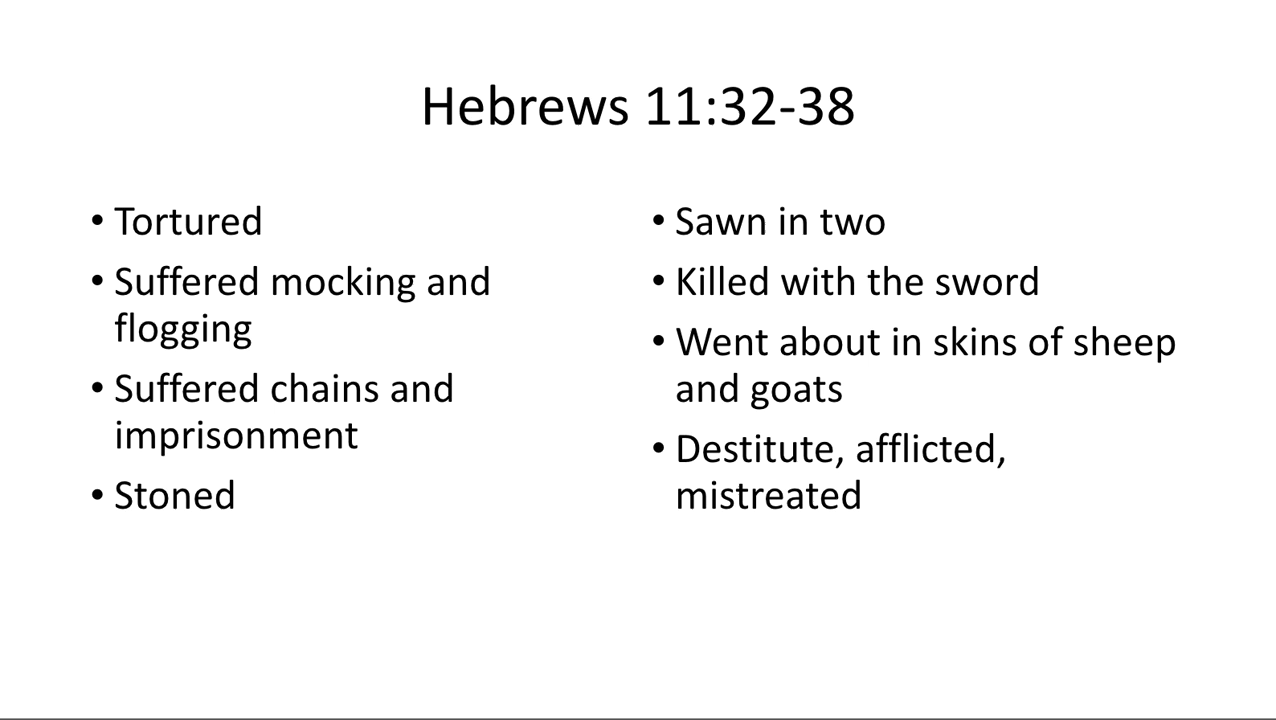 Hebrews 11:32-38
• Tortured
• Suffered mocking and
flogging
• Suffered chains and
imprisonment
• Stoned
• Sawn in two
• Killed with the sword
• Went about in skins of sheep
and goats
• Destitute, afflicted,
mistreated